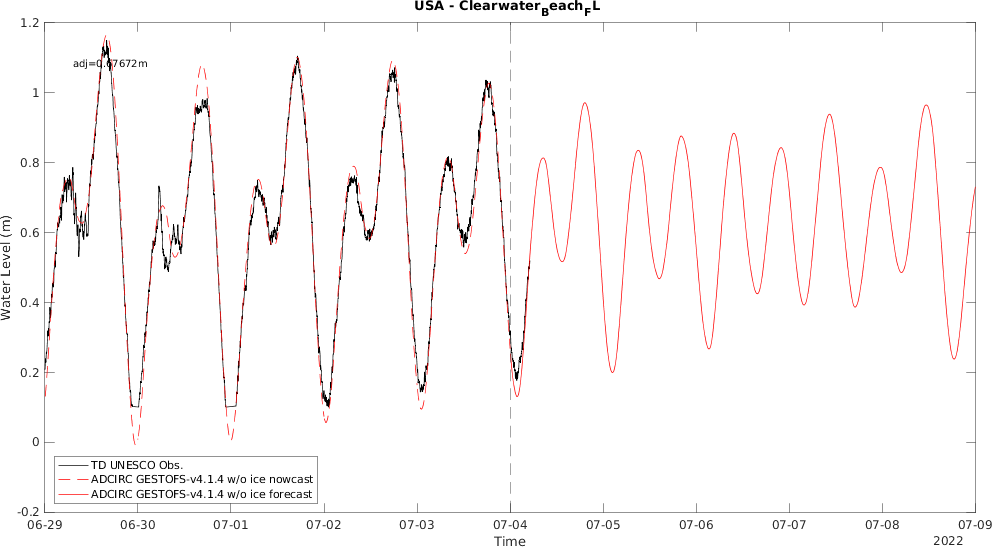 USA - ClearwaterBeachFL
adj=0.67672m
1.2
1
0.8
0.6
0.4
0.2
0
-0.2
Water Level (m)
TD UNESCO Obs.
ADCIRC GESTOFS-v4.1.4 w/o ice nowcast
ADCIRC GESTOFS-v4.1.4 w/o ice forecast
06-29 06-30 07-01 07-02 07-03 07-04 07-05 07-06 07-07 07-08 07-09
Time
2022